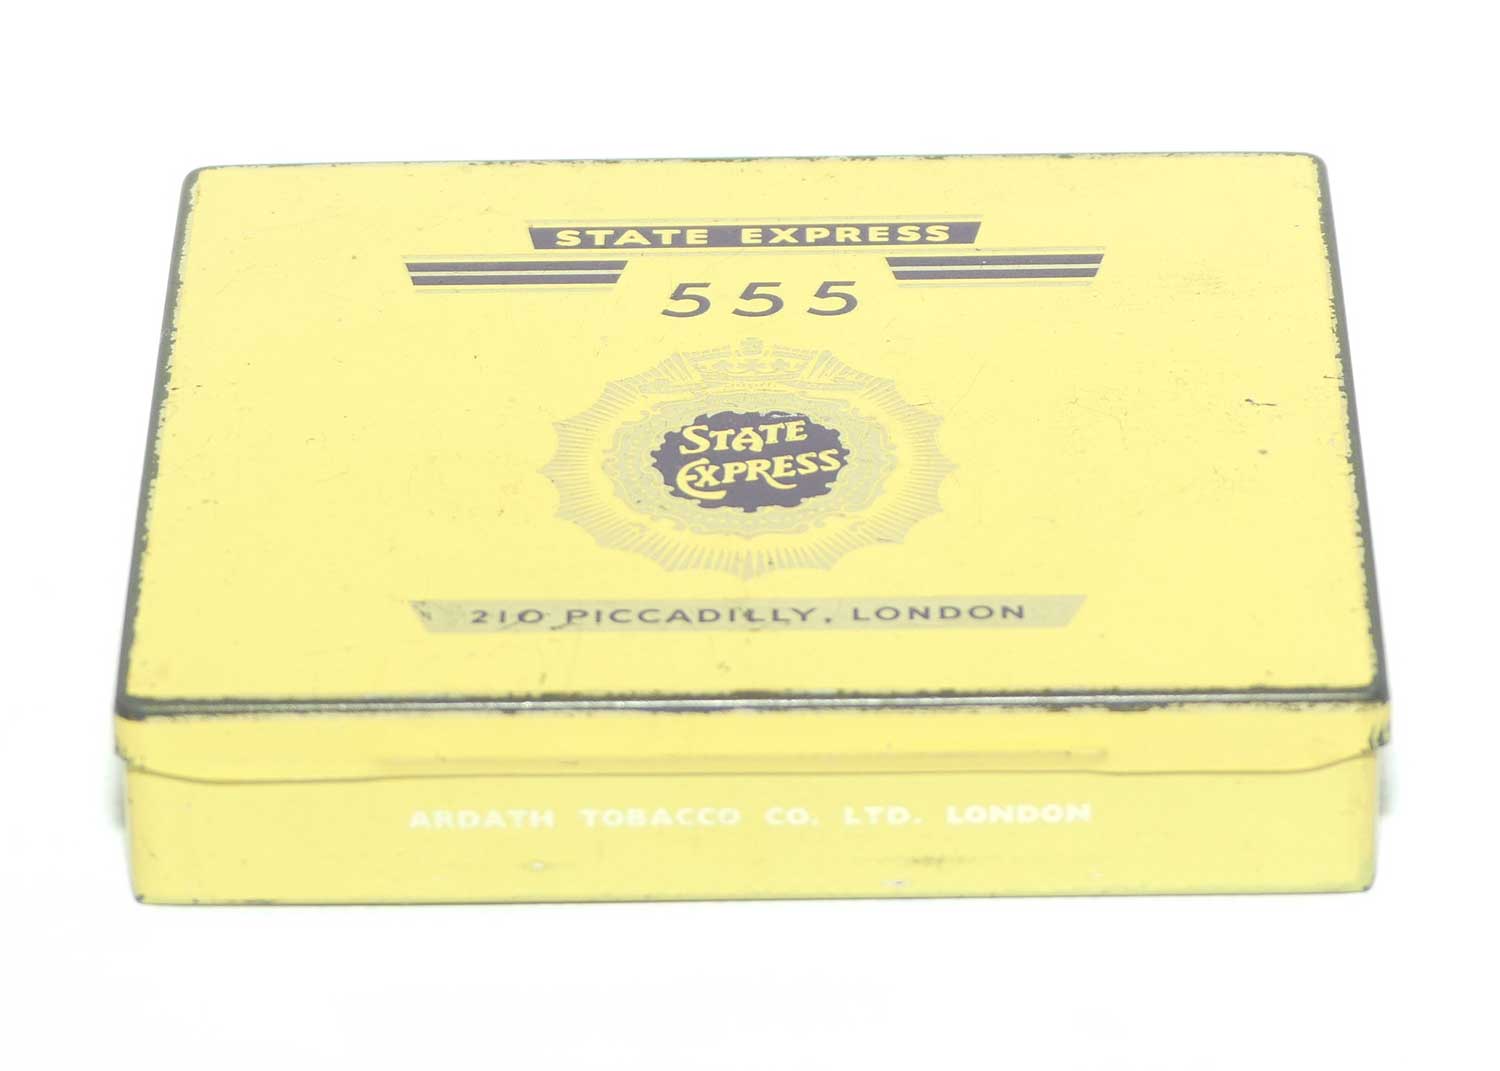 STATE EXPRESS
555
STATE
EXPRESS
210 PICCADILLY, LONDON
ARDATH TOBACCO CO. LTD. LONDON